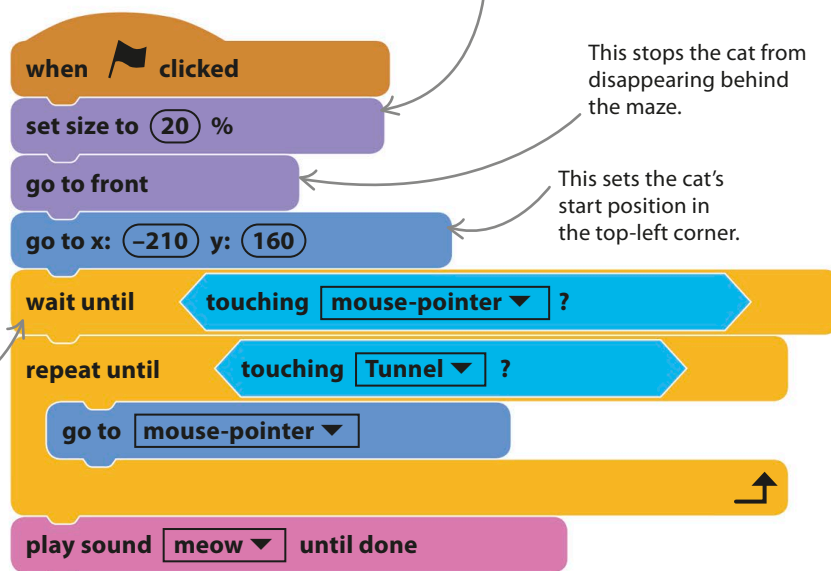 when clicked
set size to 20 %
go to front
go to x: –210 y: 160
wait until touching mouse-pointer ?
repeat until touching Tunnel ?
go to mouse-pointer
play sound meow until done
This stops the cat from
disappearing behind
the maze.
This sets the cat’s
start position in
the top-left corner.